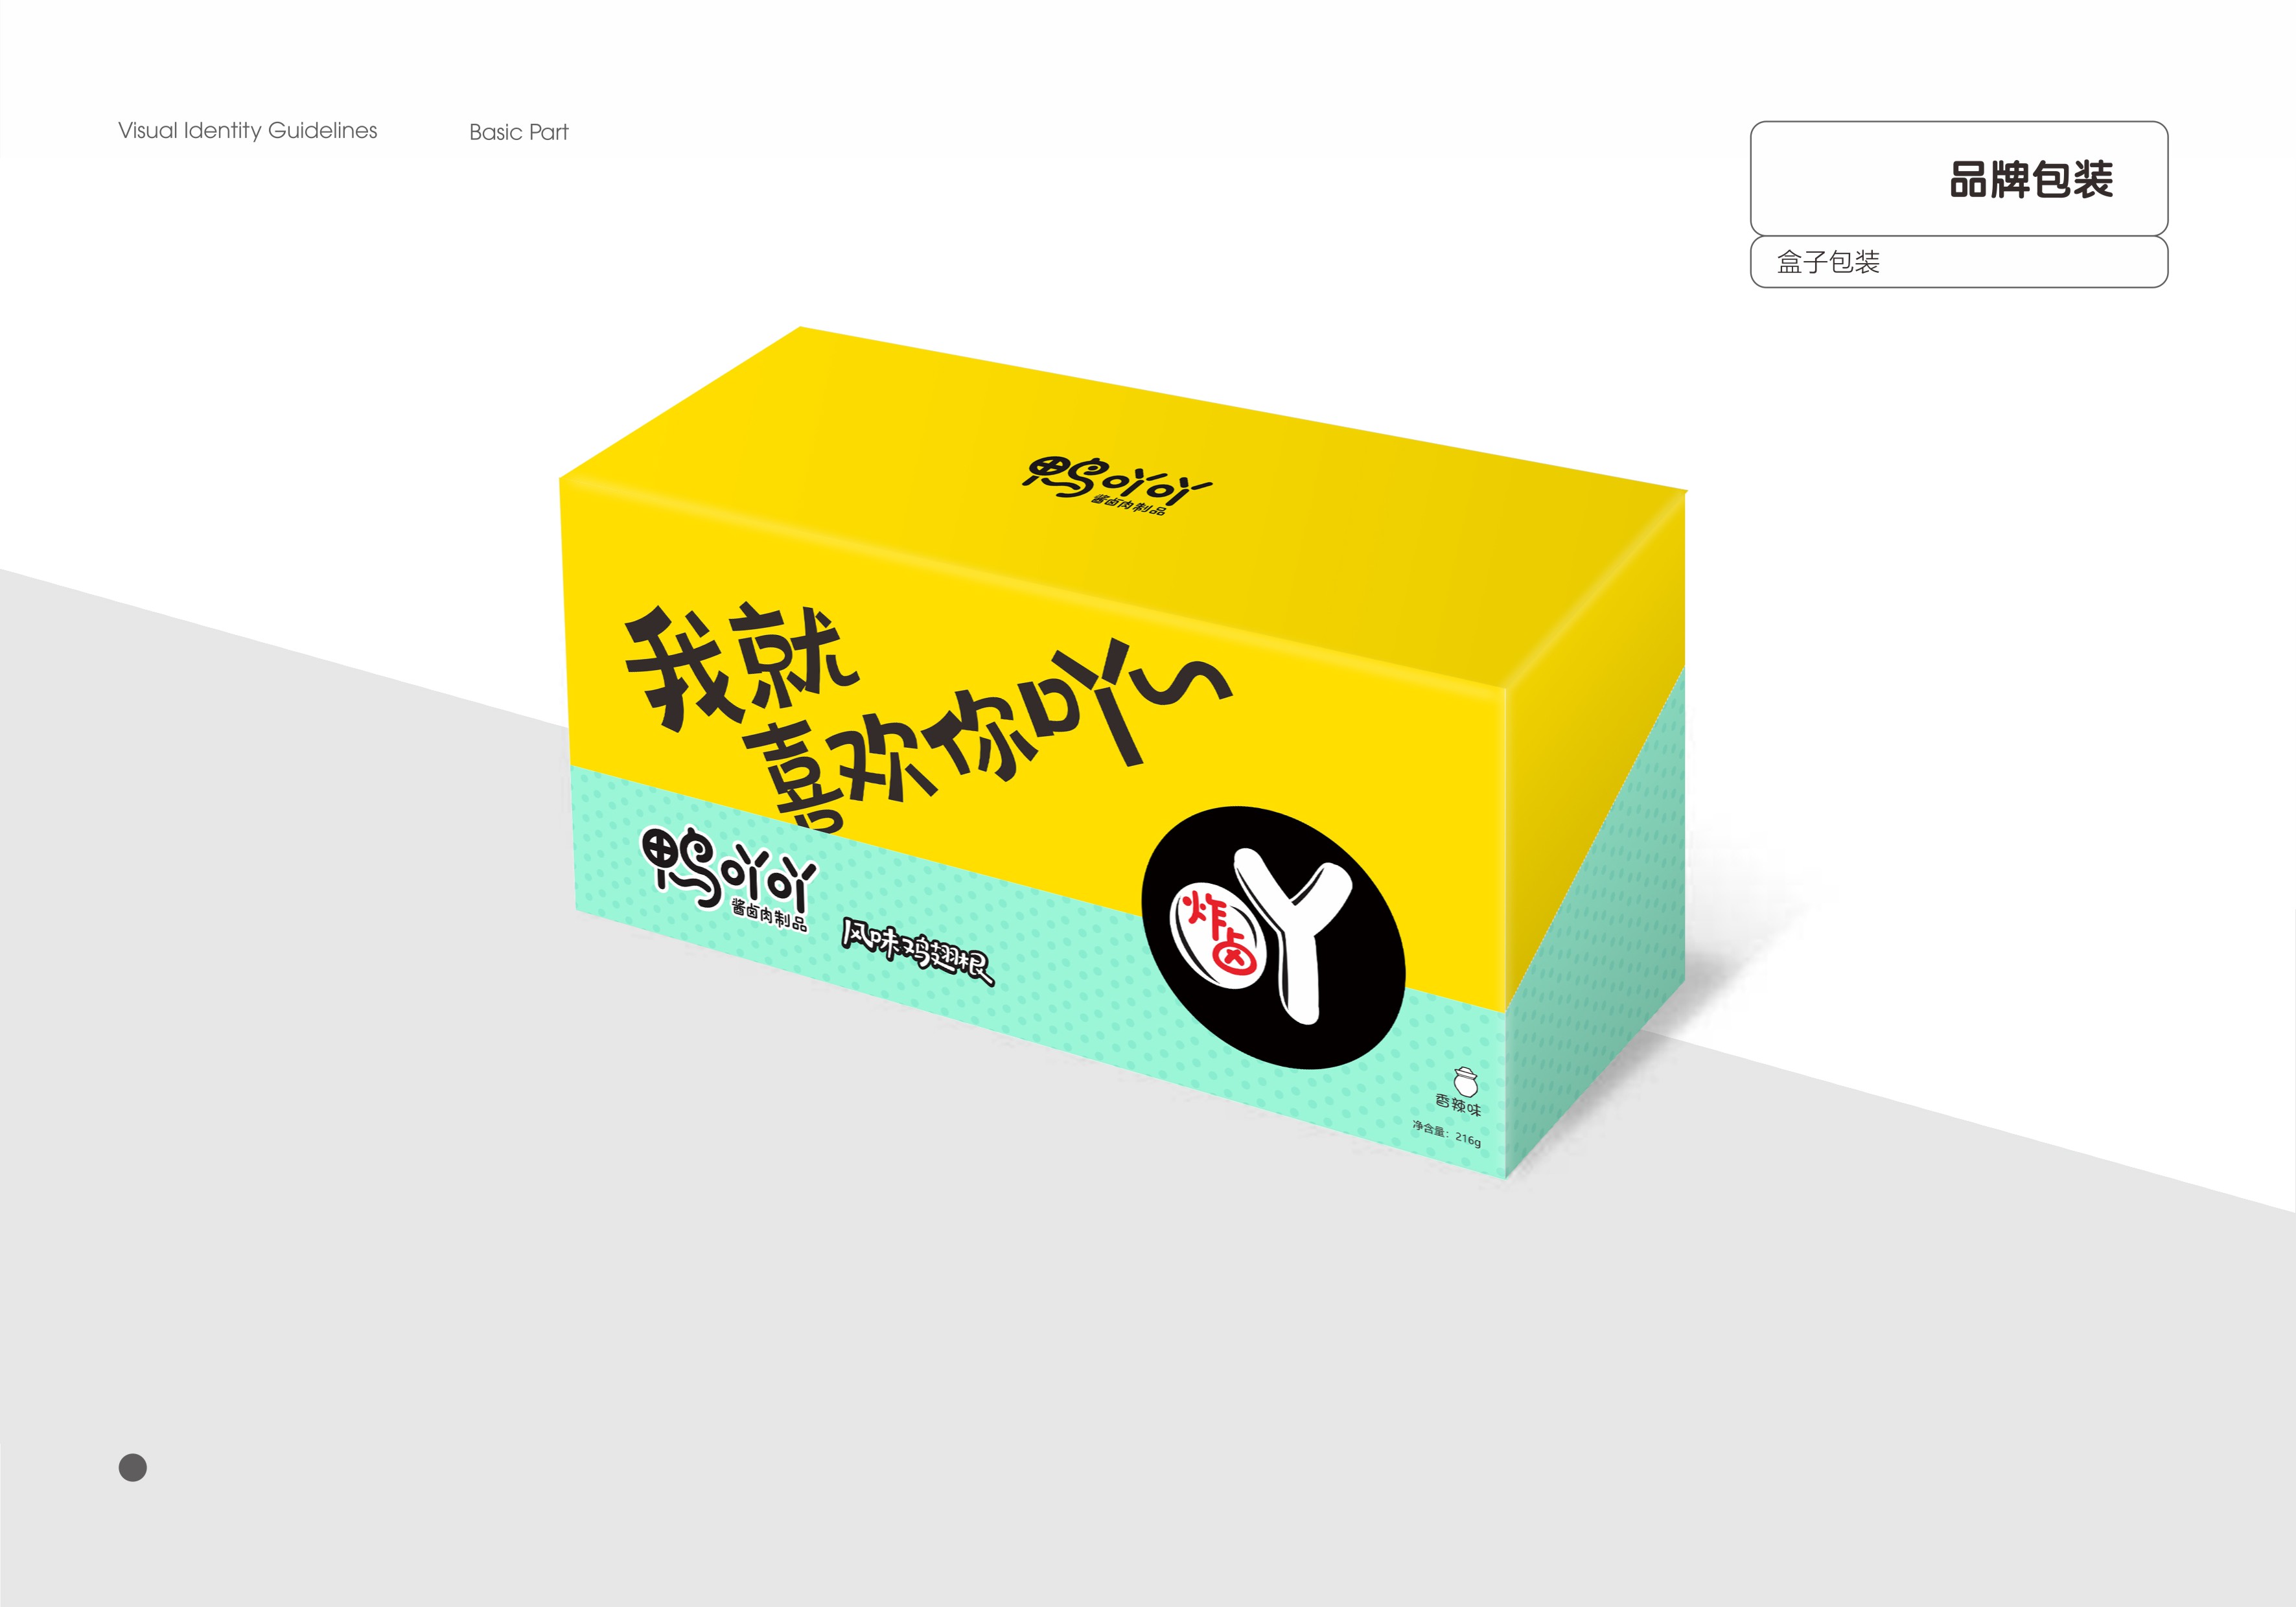 Visual Identity Guidelines
Basic Part
品牌包装
盒子包装
鸭吖吖
酱卤肉制品
我就
喜欢你吖
鸭吖吖
酱卤肉制品
风味鸡翅根
炸卤
香辣味
净含量：216g